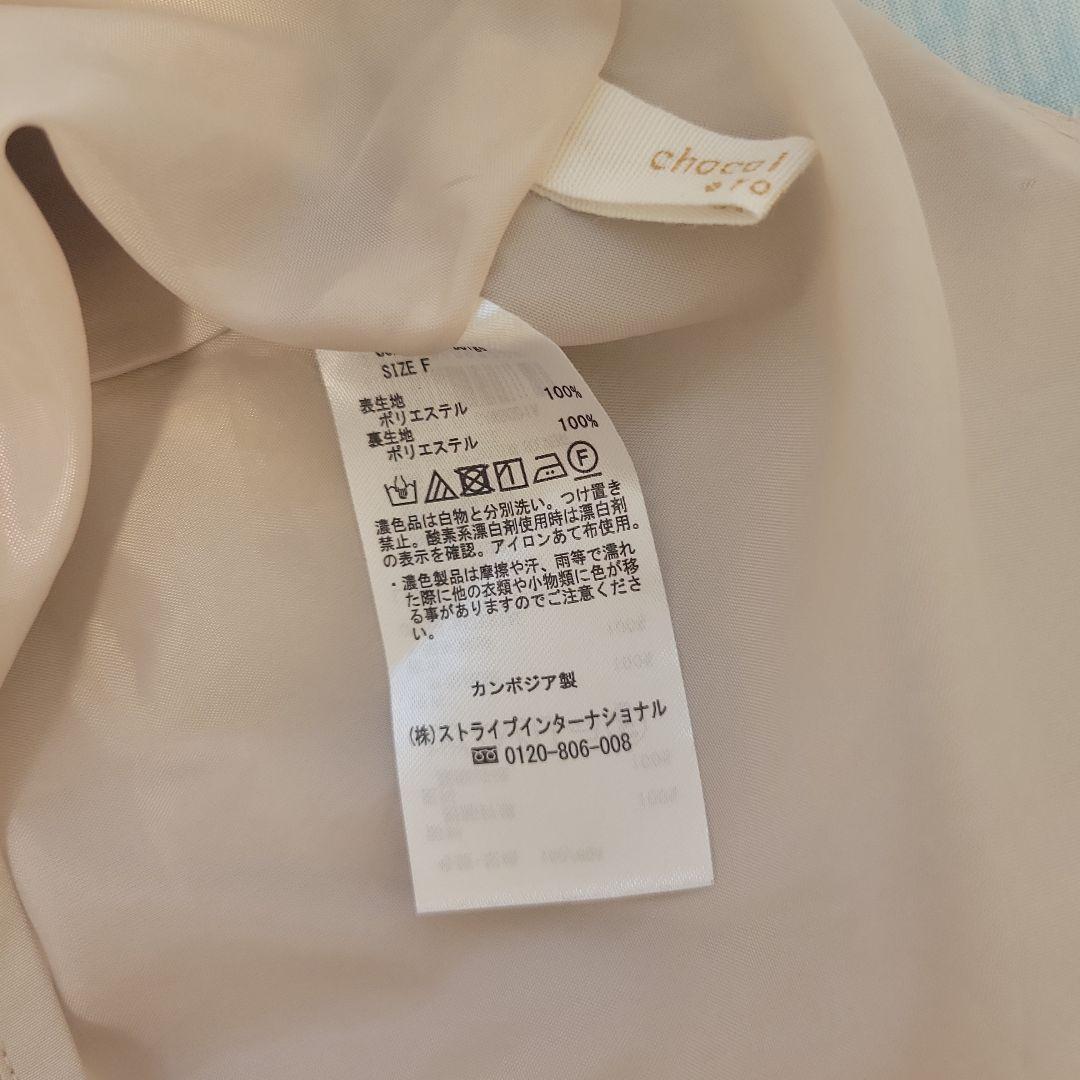 chocol
SIZE F
表生地
ポリエステル 100%
裏生地
ポリエステル 100%
濃色品は白物と分別洗い。つけ置き
禁止。酸素系漂白剤使用時は漂白剤
の表示を確認。アイロンあて布使用。
・濃色製品は摩擦や汗、雨等で濡れ
た際に他の衣類や小物類に色が移
る事がありますのでご注意くださ
い。
カンボジア製
(株)ストライプインターナショナル
0120-806-008